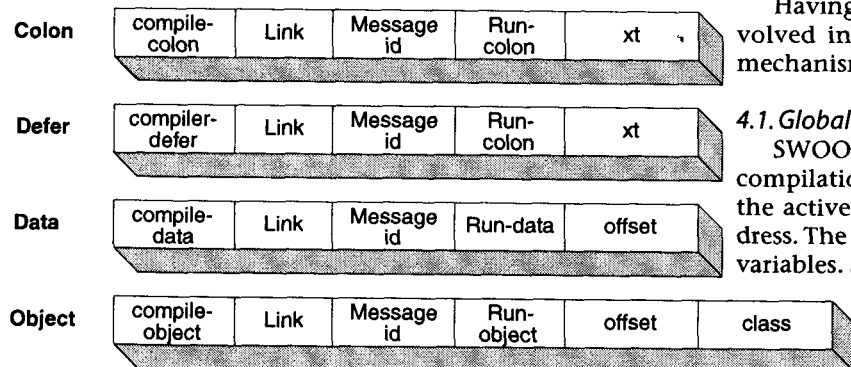 Colon
compile-
colon
Link
Message
id
Run-
colon
xt
Defer
compiler-
defer
Link
Message
id
Run-
colon
xt
Data
compile-
data
Link
Message
id
Run-data
offset
Object
compile-
object
Link
Message
id
Run-
object
offset
class
Having
volved in
mechanism
4.1. Global
SWOO
compilatio
the active
dress. The
variables.